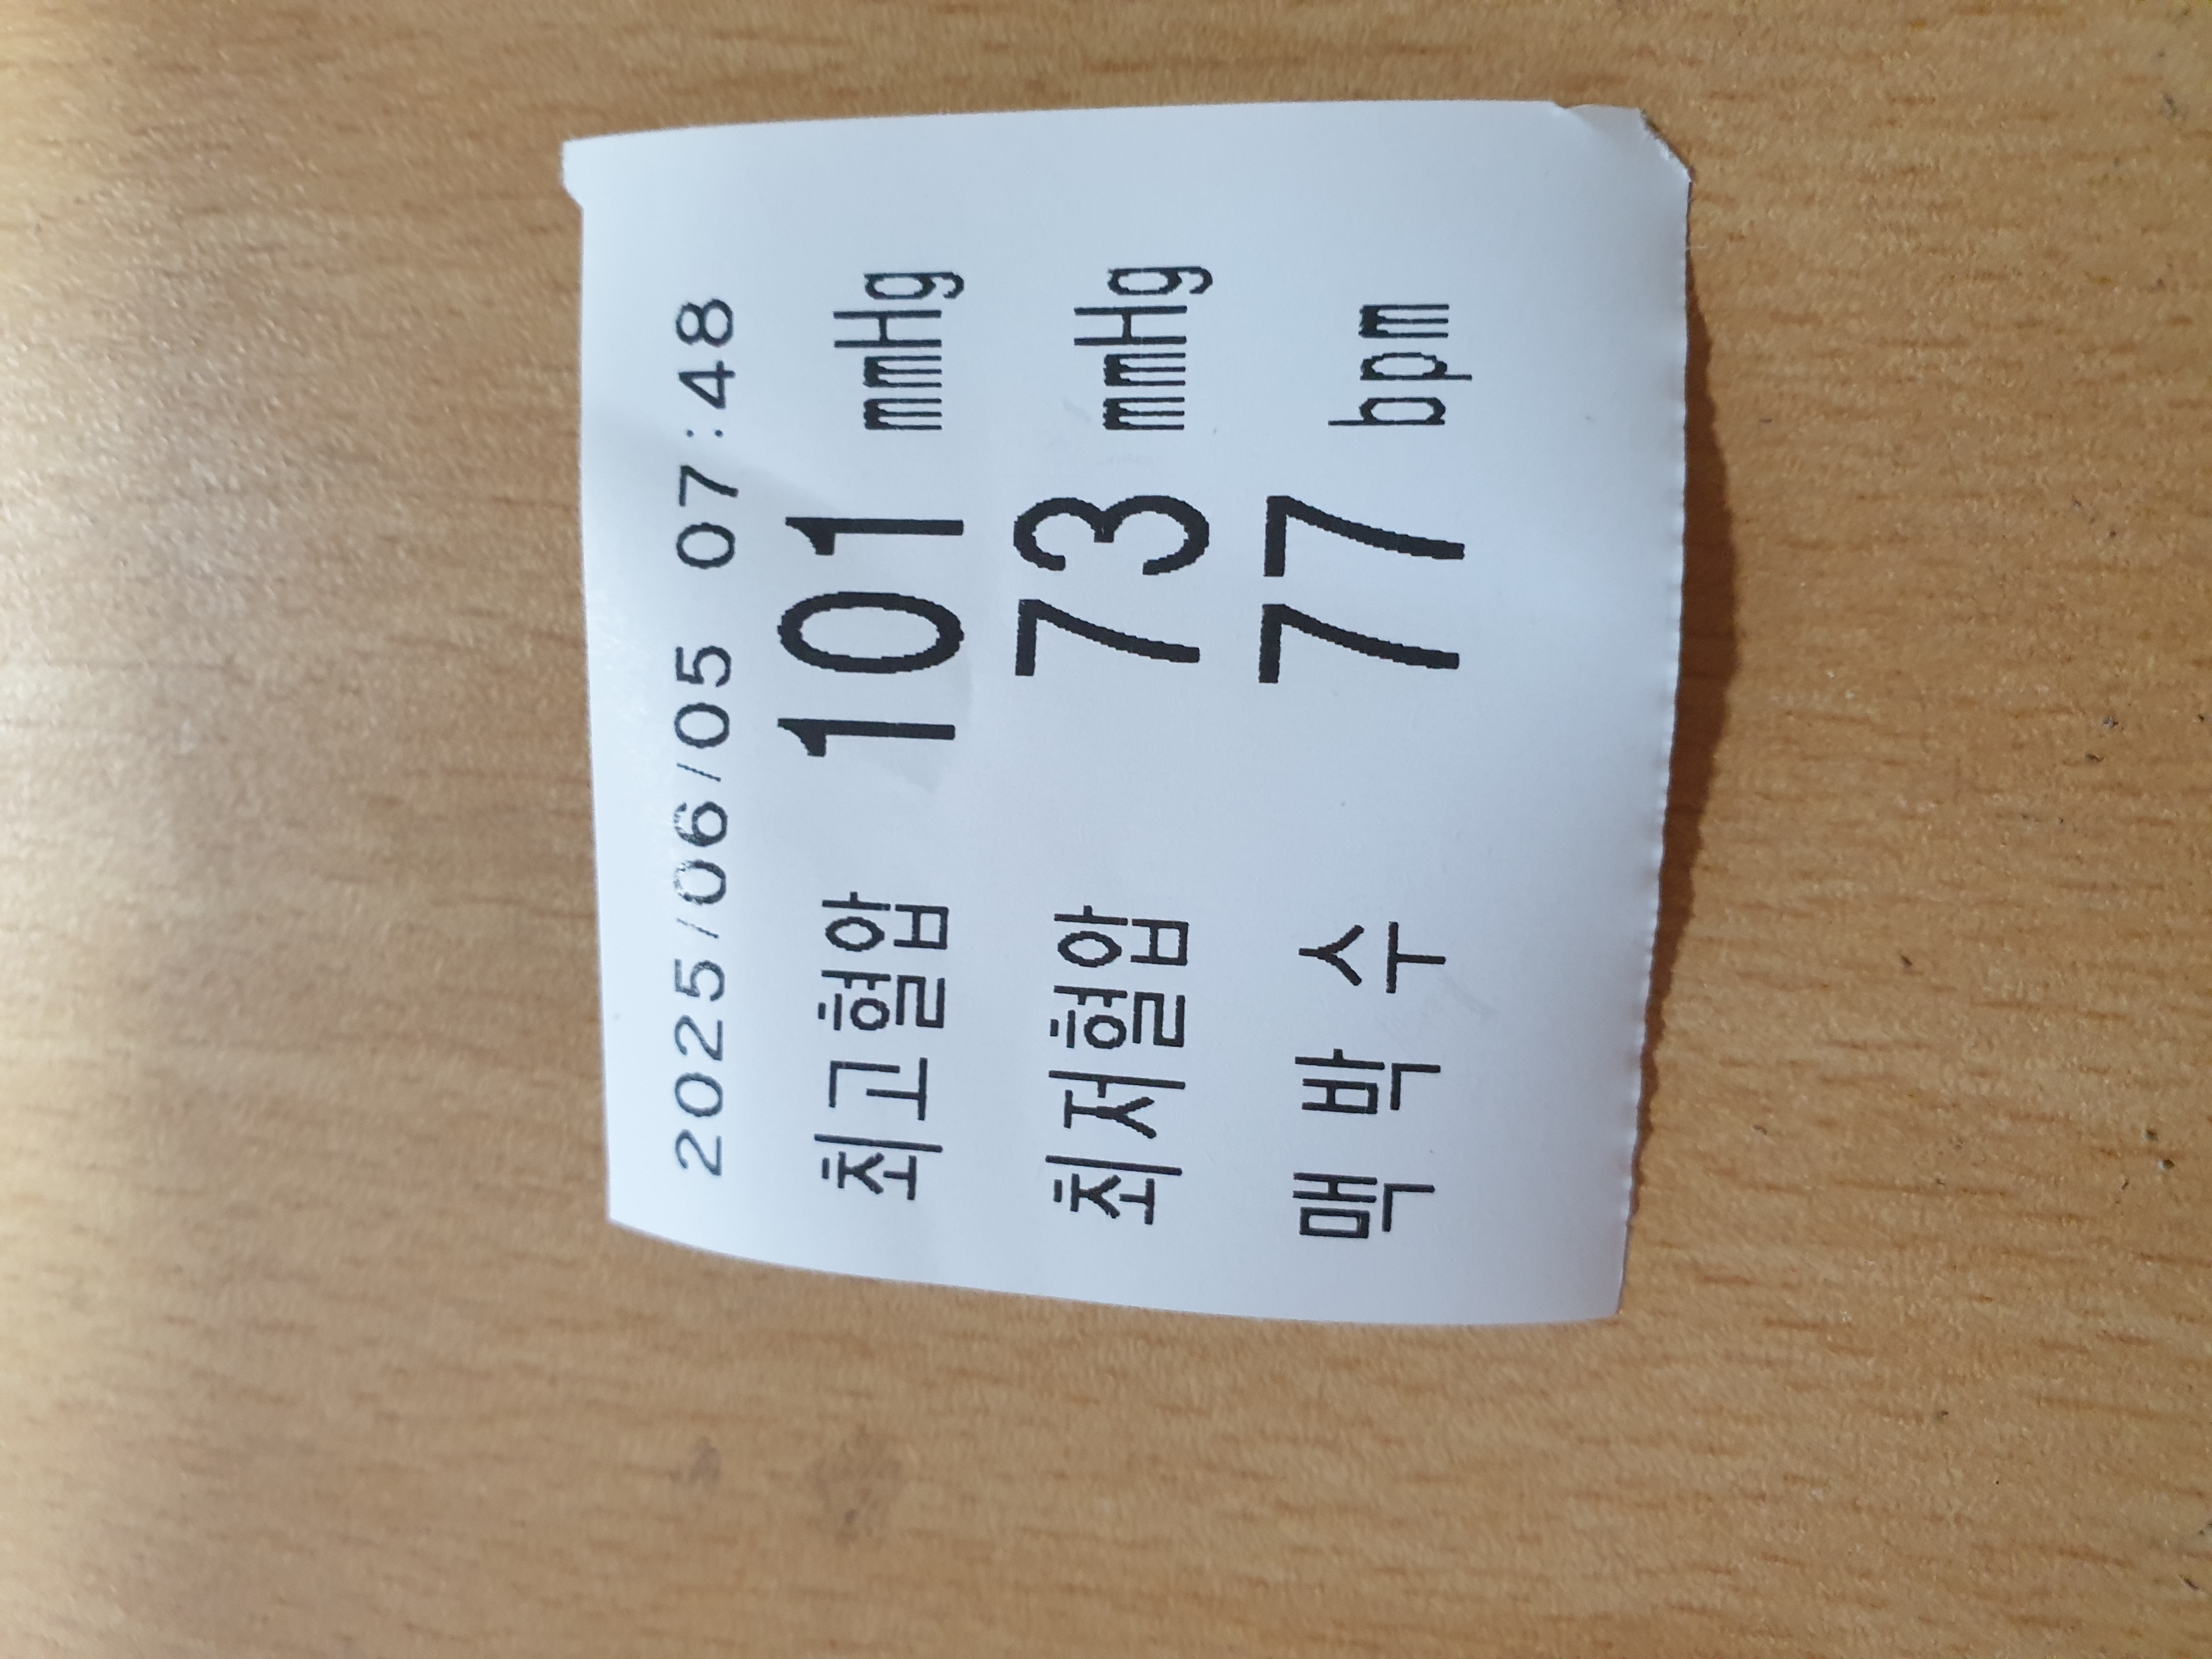 2025/06/05 07:48
최고혈압 101 mmHg
최저혈압 73 mmHg
맥 박 수 77 bpm